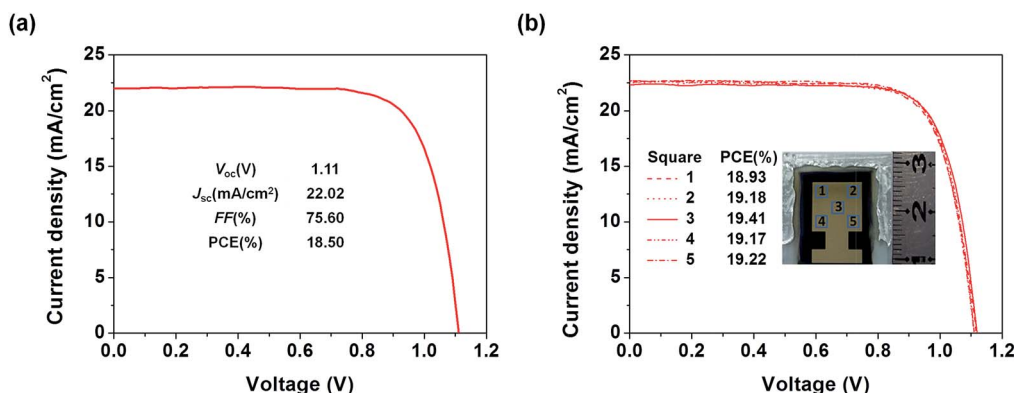 (a)
25
20
15
10
5
0
Current density (mA/cm²)
Voc(V) 1.11
Jsc(mA/cm²) 22.02
FF(%) 75.60
PCE(%) 18.50
0.0 0.2 0.4 0.6 0.8 1.0 1.2
Voltage (V)
(b)
25
20
15
10
5
0
Current density (mA/cm²)
Square PCE(%)
1 18.93
2 19.18
3 19.41
4 19.17
5 19.22
1 2
3
4 5
3
2
1
0.0 0.2 0.4 0.6 0.8 1.0 1.2
Voltage (V)